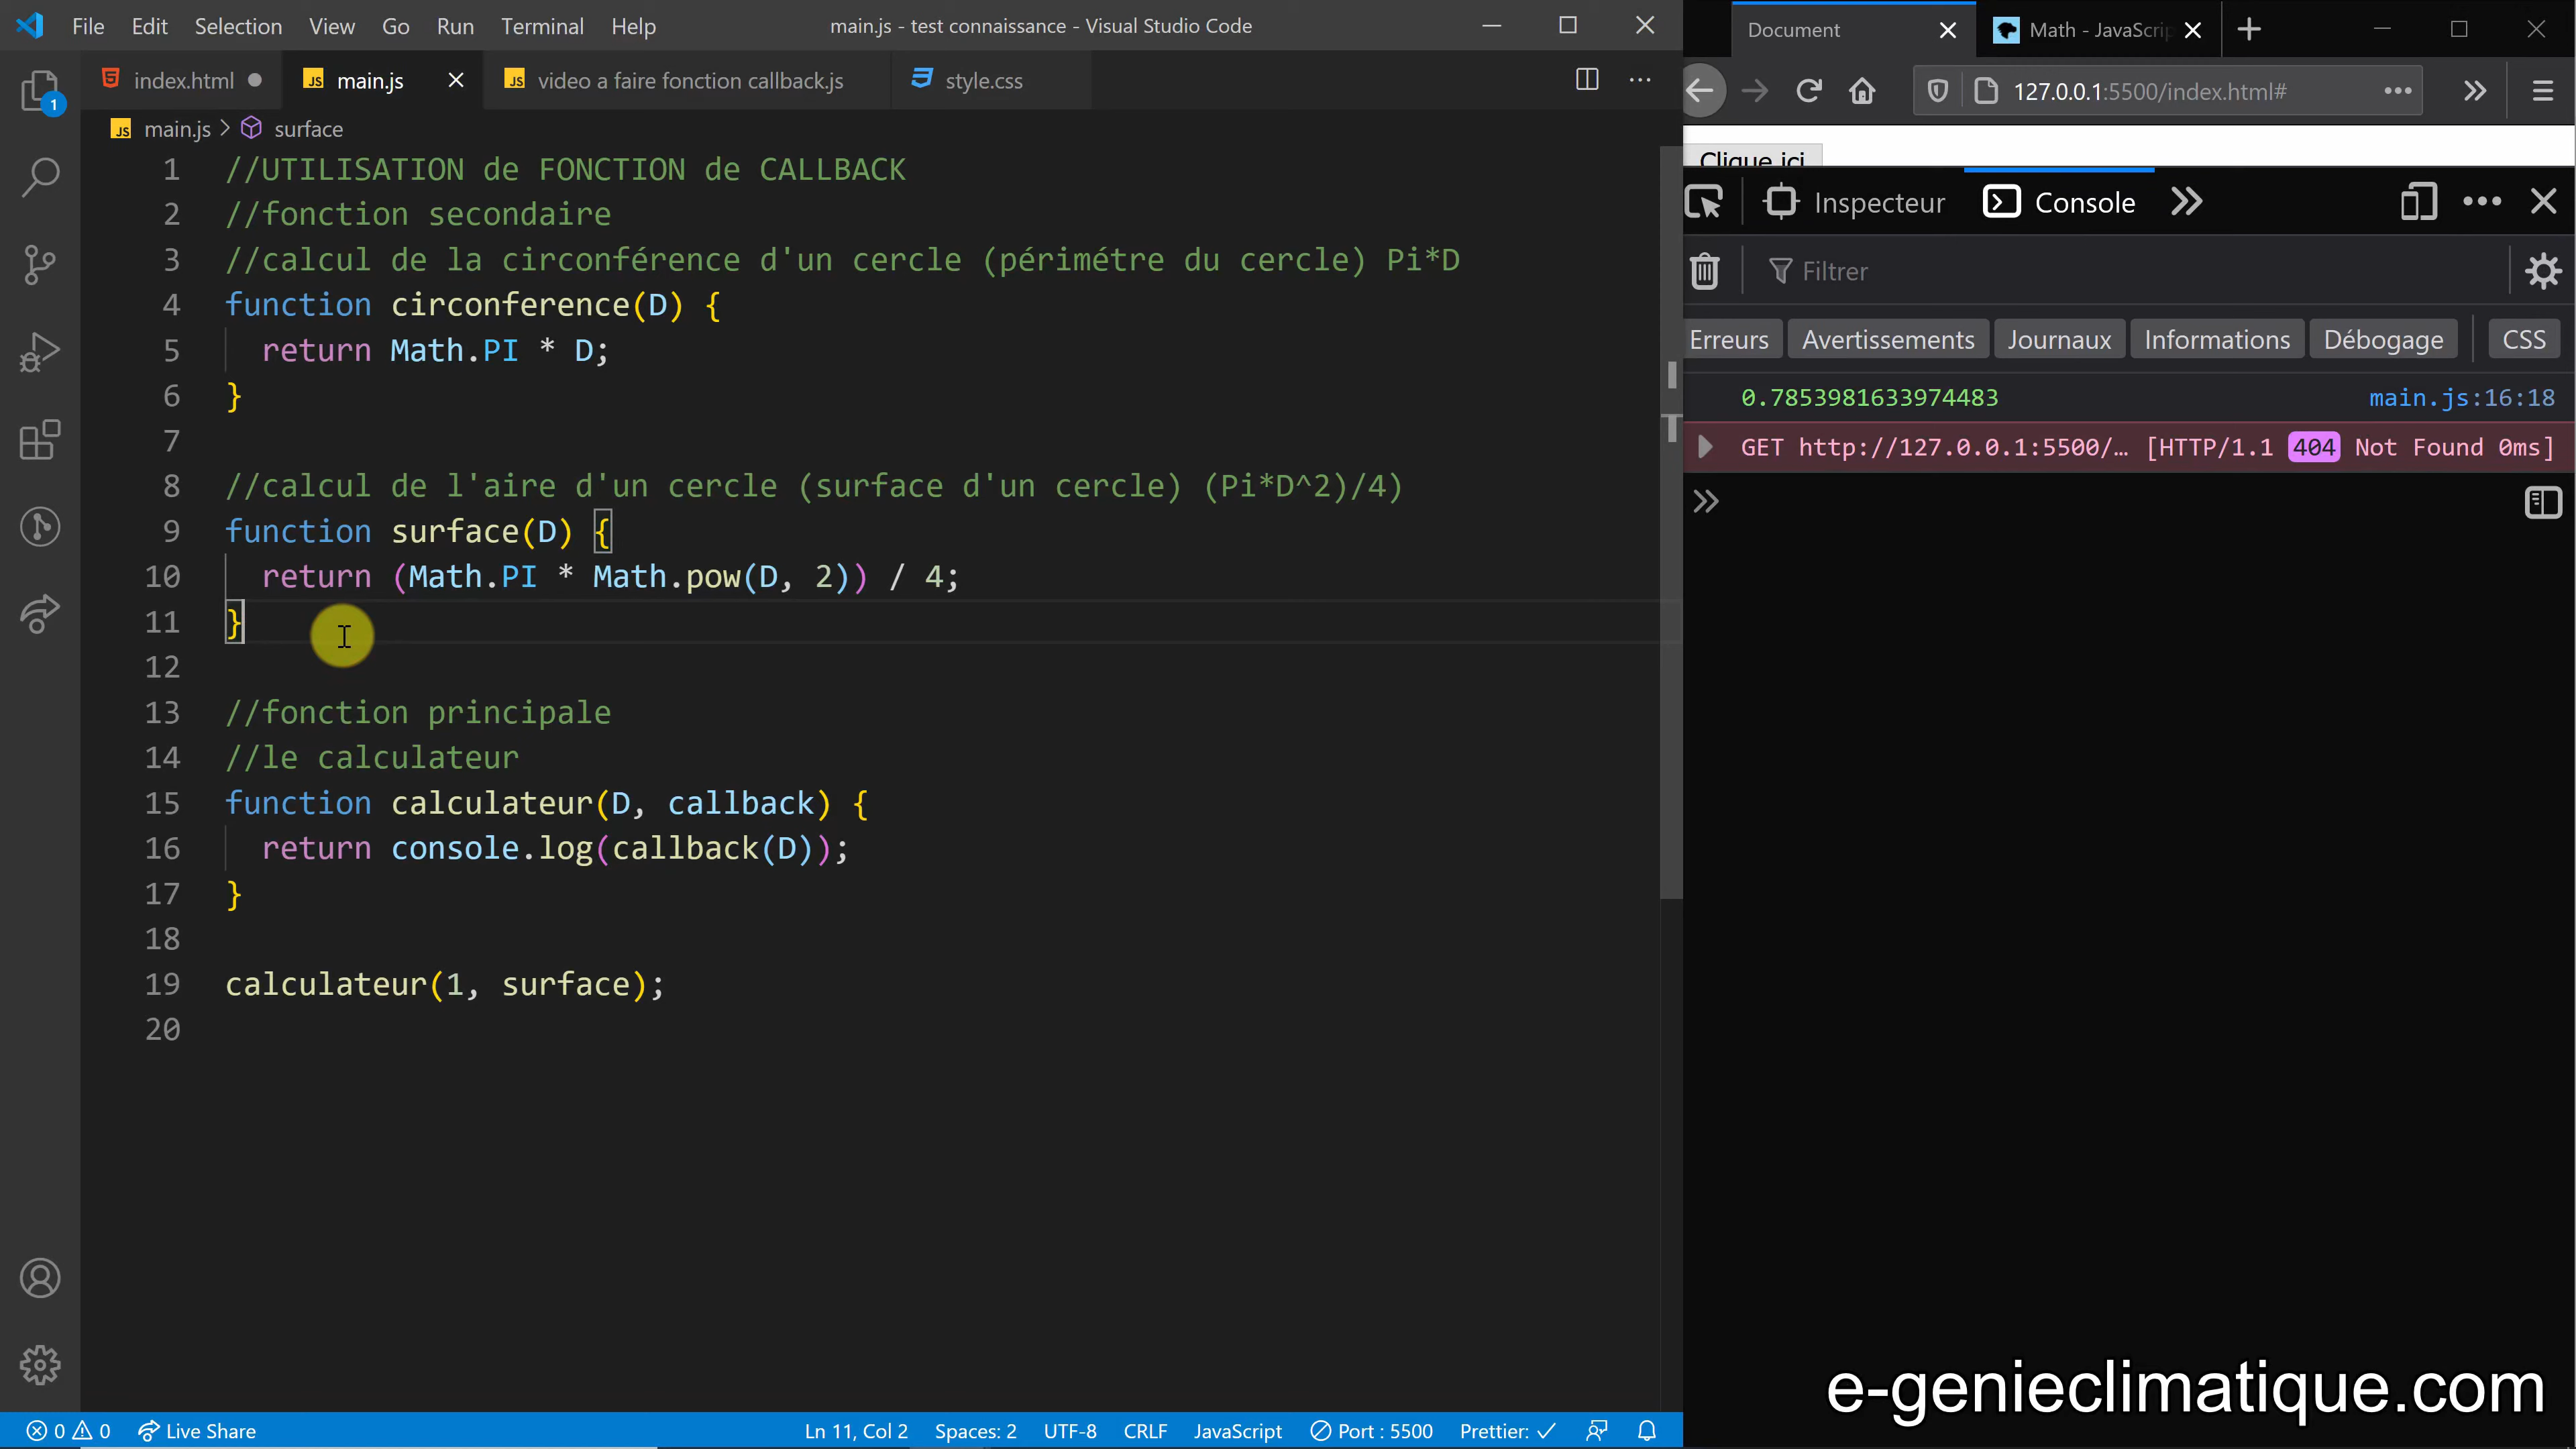 File Edit Selection View Go Run Terminal Help
main.js - test connaissance - Visual Studio Code
index.html
JS main.js
JS video a faire fonction callback.js
style.css
1
JS main.js > surface
1 //UTILISATION de FONCTION de CALLBACK
2 //fonction secondaire
3 //calcul de la circonférence d'un cercle (périmétre du cercle) Pi*D
4 function circonference(D) {
5 return Math.PI * D;
6 }
7
8 //calcul de l'aire d'un cercle (surface d'un cercle) (Pi*D^2)/4)
9 function surface(D) {
10 return (Math.PI * Math.pow(D, 2)) / 4;
11 }
12
13 //fonction principale
14 //le calculateur
15 function calculateur(D, callback) {
16 return console.log(callback(D));
17 }
18
19 calculateur(1, surface);
20
0 0 Live Share
Ln 11, Col 2 Spaces: 2 UTF-8 CRLF JavaScript Port : 5500 Prettier: ✓
Document
Math - JavaScrip
127.0.0.1:5500/index.html#
Clique ici
Inspecteur Console
Filtrer
Erreurs Avertissements Journaux Informations Débogage CSS
0.7853981633974483 main.js:16:18
GET http://127.0.0.1:5500/… [HTTP/1.1 404 Not Found 0ms]
e-genieclimatique.com